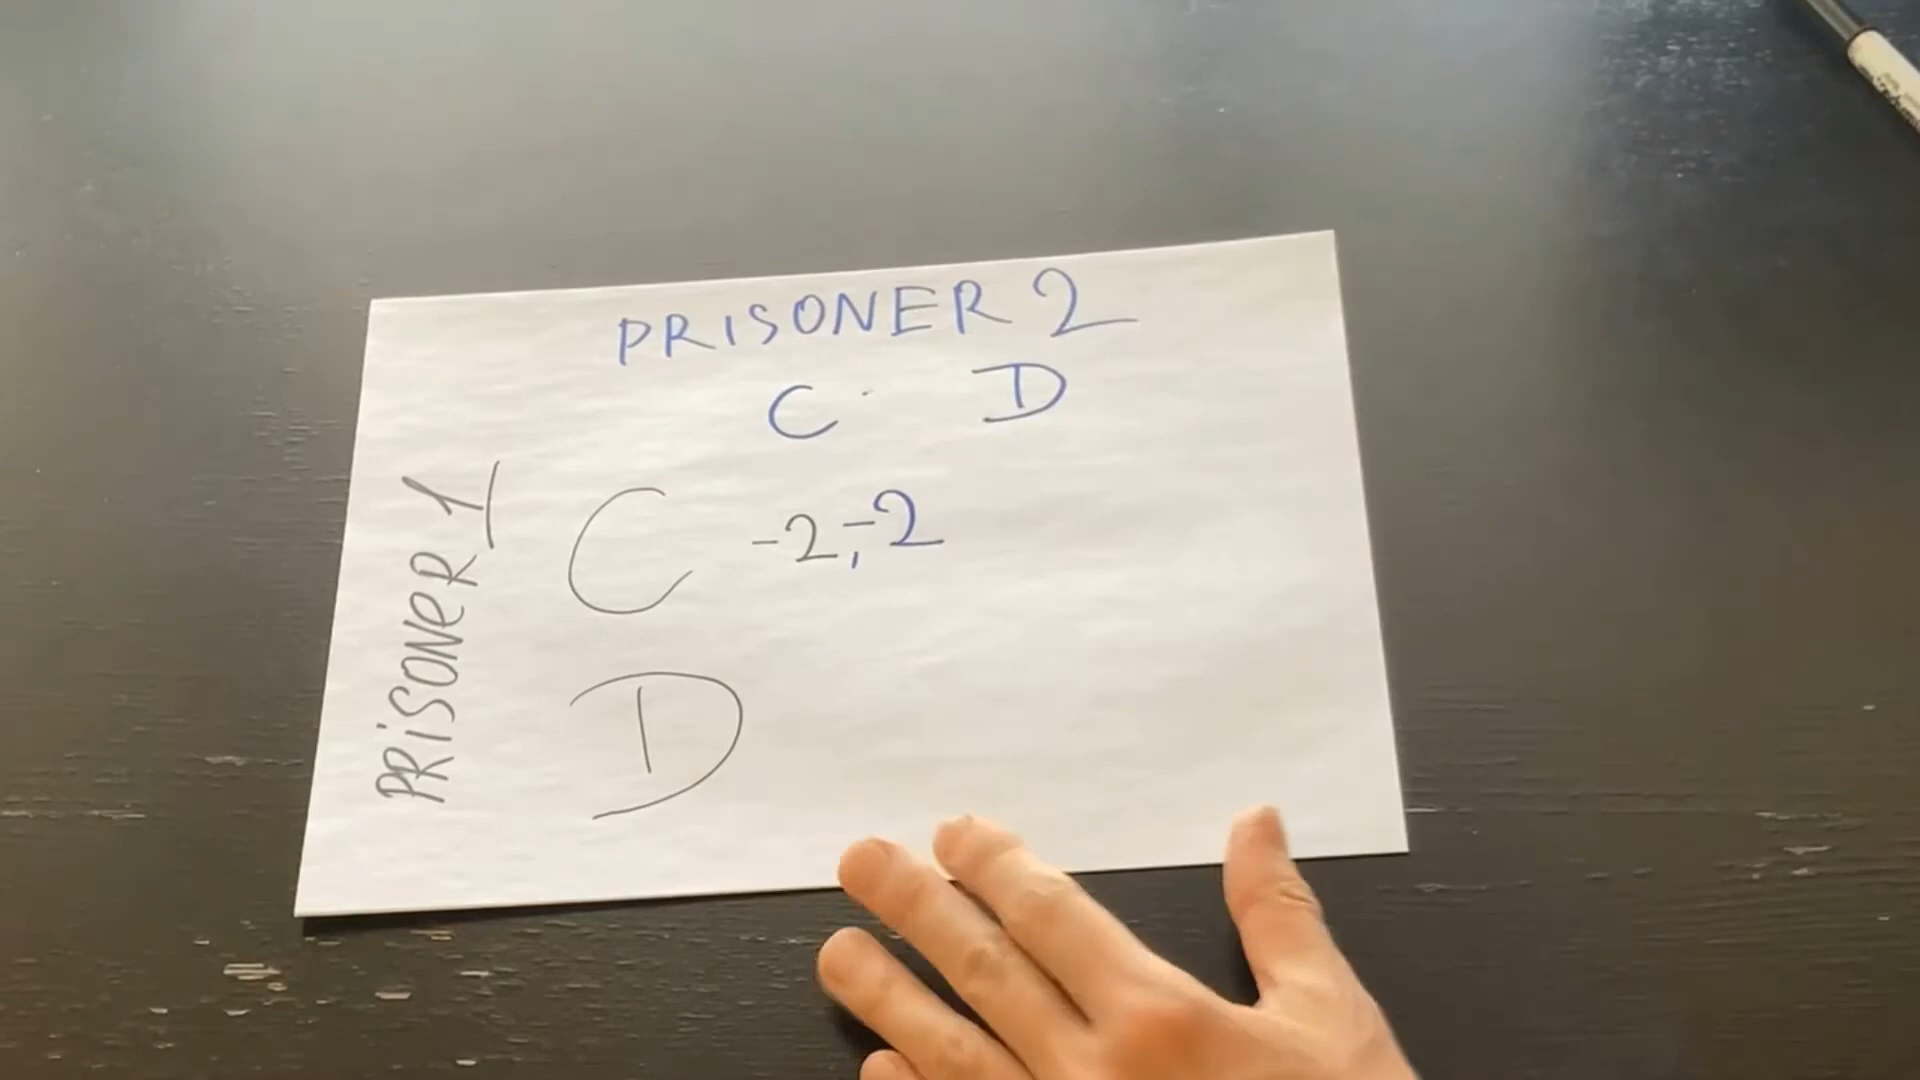 PRISONER 2
C D
PRiSONeR 1
C -2,-2
D